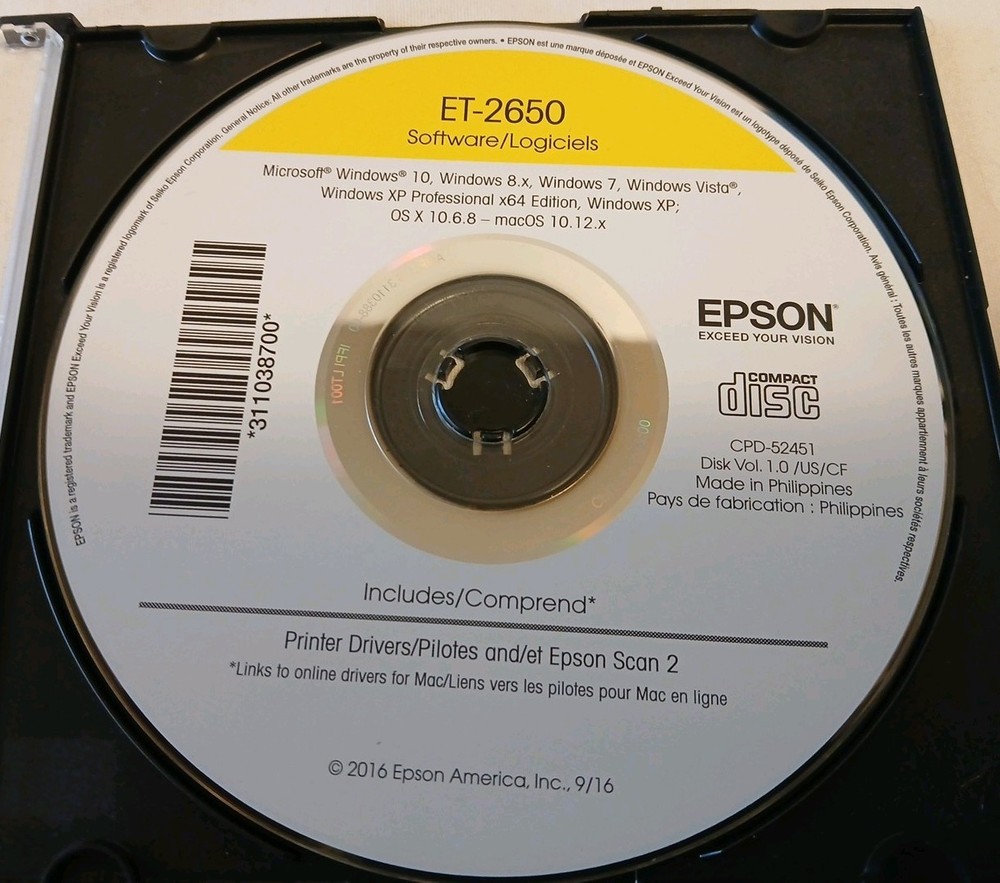 EPSON is a registered trademark and EPSON Exceed Your Vision is a registered logomark of Seiko Epson Corporation. General Notice: All other trademarks are the property of their respective owners. • EPSON est une marque déposée et EPSON Exceed Your Vision est un logotype déposé de Seiko Epson Corporation. Avis général : Toutes les autres marques appartiennent à leurs sociétés respectives.
ET-2650
Software/Logiciels
Microsoft® Windows® 10, Windows 8.x, Windows 7, Windows Vista®,
Windows XP Professional x64 Edition, Windows XP;
OS X 10.6.8 – macOS 10.12.x
*311038700*
EPSON®
EXCEED YOUR VISION
COMPACT
disc
CPD-52451
Disk Vol. 1.0 /US/CF
Made in Philippines
Pays de fabrication : Philippines
IFPI LT001
Includes/Comprend*
Printer Drivers/Pilotes and/et Epson Scan 2
*Links to online drivers for Mac/Liens vers les pilotes pour Mac en ligne
© 2016 Epson America, Inc., 9/16